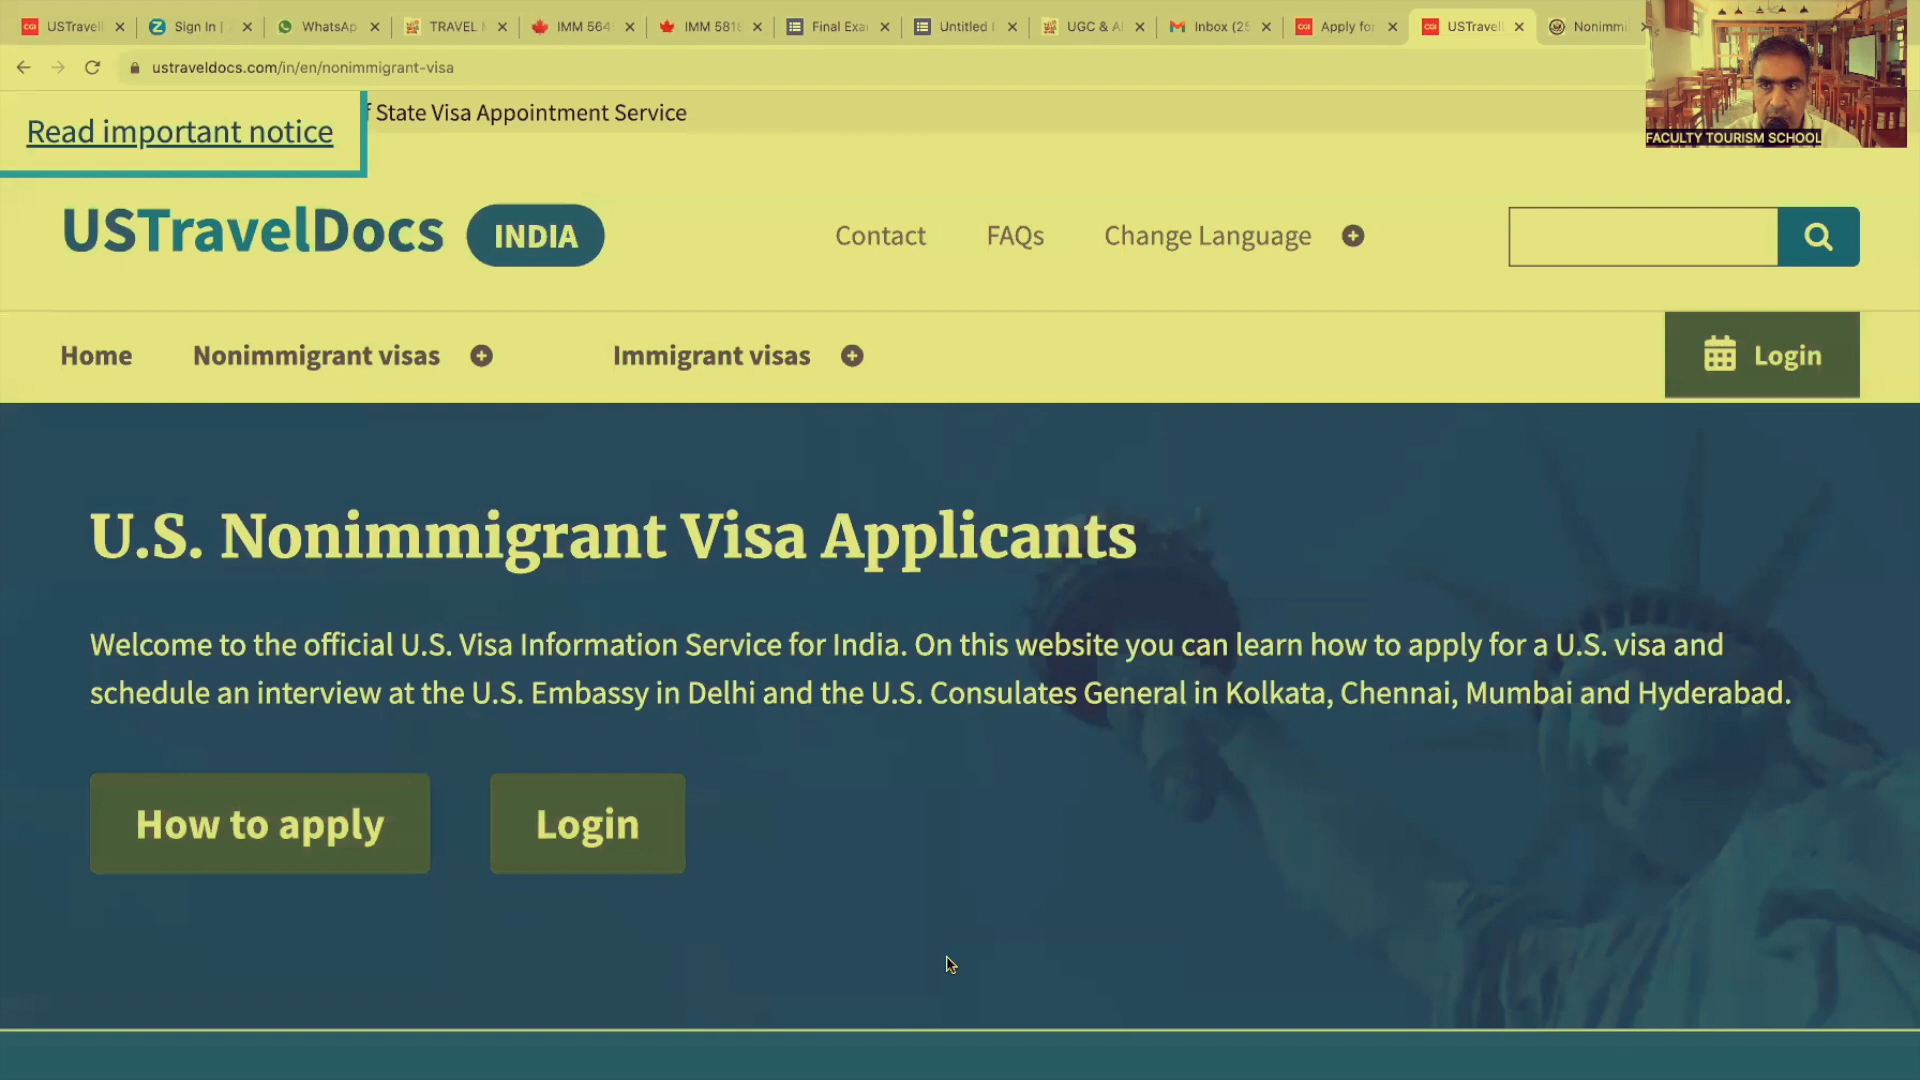 USTravel
Sign In |
WhatsAp
TRAVEL
IMM 564
IMM 581
Final Exa
Untitled
UGC & A
Inbox (25
Apply for
USTravel
Nonimmi
ustraveldocs.com/in/en/nonimmigrant-visa
State Visa Appointment Service
Read important notice
FACULTY TOURISM SCHOOL
USTravelDocs INDIA
Contact
FAQs
Change Language
Home
Nonimmigrant visas
Immigrant visas
Login
U.S. Nonimmigrant Visa Applicants
Welcome to the official U.S. Visa Information Service for India. On this website you can learn how to apply for a U.S. visa and
schedule an interview at the U.S. Embassy in Delhi and the U.S. Consulates General in Kolkata, Chennai, Mumbai and Hyderabad.
How to apply
Login